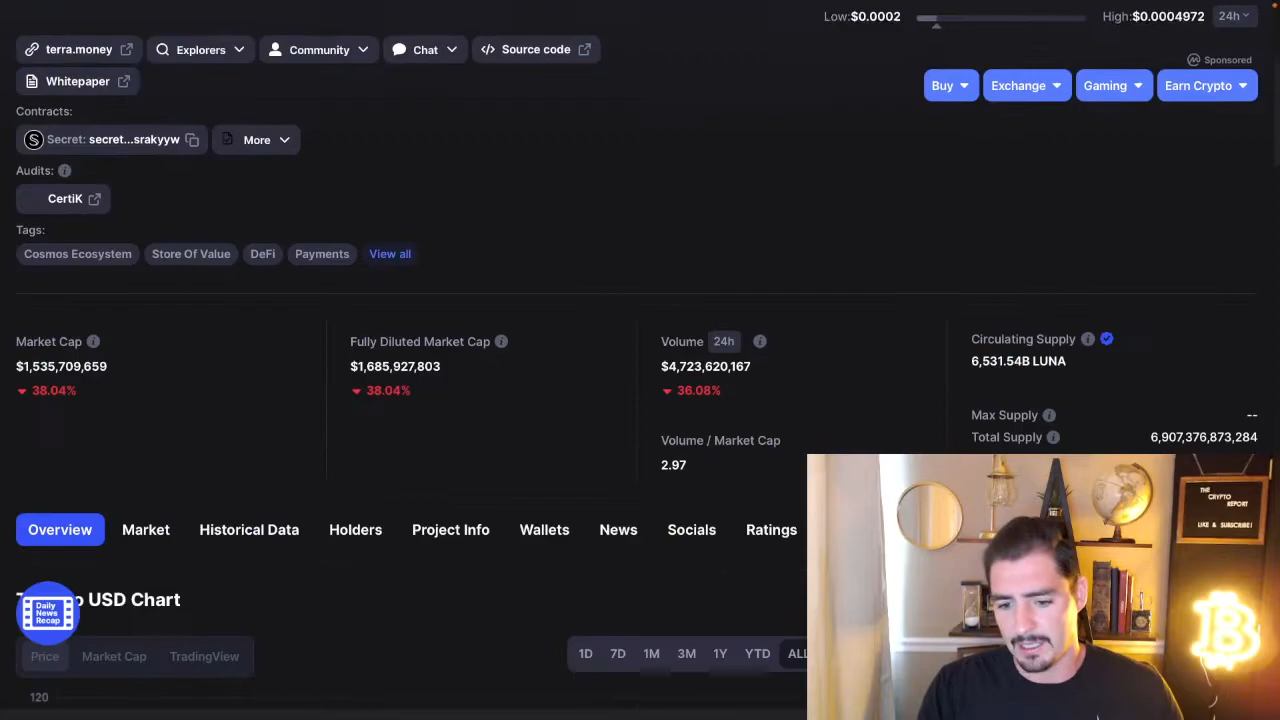 Low:$0.0002 High:$0.0004972 24h
terra.money Explorers Community Chat Source code
Sponsored
Whitepaper
Buy Exchange Gaming Earn Crypto
Contracts:
Secret: secret...srakyyw More
Audits:
CertiK
Tags:
Cosmos Ecosystem Store Of Value DeFi Payments View all
Market Cap Fully Diluted Market Cap Volume 24h Circulating Supply
$1,535,709,659 $1,685,927,803 $4,723,620,167 6,531.54B LUNA
38.04% 38.04% 36.08%
Max Supply --
Volume / Market Cap Total Supply 6,907,376,873,284
2.97
Overview Market Historical Data Holders Project Info Wallets News Socials Ratings
THE
CRYPTO
REPORT
LIKE & SUBSCRIBE!
USD Chart
Daily
News
Recap
Price Market Cap TradingView 1D 7D 1M 3M 1Y YTD ALL
120